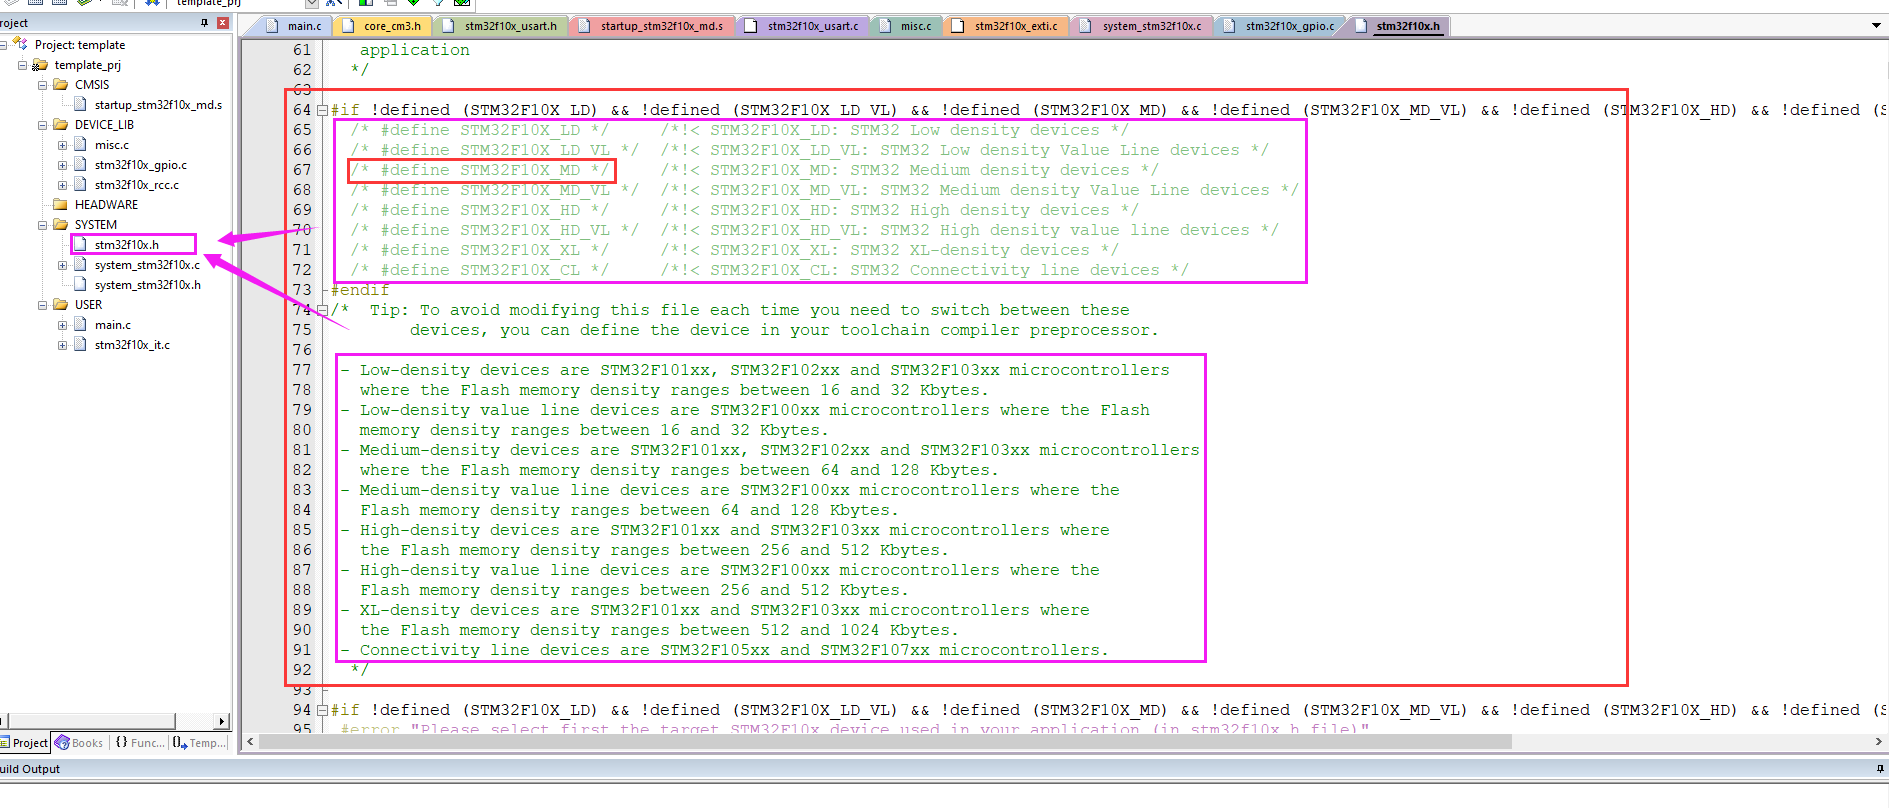 template_prj
roject
main.c
core_cm3.h
stm32f10x_usart.h
startup_stm32f10x_md.s
stm32f10x_usart.c
misc.c
stm32f10x_exti.c
system_stm32f10x.c
stm32f10x_gpio.c
stm32f10x.h
Project: template
template_prj
CMSIS
startup_stm32f10x_md.s
DEVICE_LIB
misc.c
stm32f10x_gpio.c
stm32f10x_rcc.c
HEADWARE
SYSTEM
stm32f10x.h
system_stm32f10x.c
system_stm32f10x.h
USER
main.c
stm32f10x_it.c
61 application
62 */
63
64 #if !defined (STM32F10X_LD) && !defined (STM32F10X_LD_VL) && !defined (STM32F10X_MD) && !defined (STM32F10X_MD_VL) && !defined (STM32F10X_HD) && !defined (S
65 /* #define STM32F10X_LD */ /*!< STM32F10X_LD: STM32 Low density devices */
66 /* #define STM32F10X_LD_VL */ /*!< STM32F10X_LD_VL: STM32 Low density Value Line devices */
67 /* #define STM32F10X_MD */ /*!< STM32F10X_MD: STM32 Medium density devices */
68 /* #define STM32F10X_MD_VL */ /*!< STM32F10X_MD_VL: STM32 Medium density Value Line devices */
69 /* #define STM32F10X_HD */ /*!< STM32F10X_HD: STM32 High density devices */
70 /* #define STM32F10X_HD_VL */ /*!< STM32F10X_HD_VL: STM32 High density value line devices */
71 /* #define STM32F10X_XL */ /*!< STM32F10X_XL: STM32 XL-density devices */
72 /* #define STM32F10X_CL */ /*!< STM32F10X_CL: STM32 Connectivity line devices */
73 #endif
74 /* Tip: To avoid modifying this file each time you need to switch between these
75 devices, you can define the device in your toolchain compiler preprocessor.
76
77 - Low-density devices are STM32F101xx, STM32F102xx and STM32F103xx microcontrollers
78 where the Flash memory density ranges between 16 and 32 Kbytes.
79 - Low-density value line devices are STM32F100xx microcontrollers where the Flash
80 memory density ranges between 16 and 32 Kbytes.
81 - Medium-density devices are STM32F101xx, STM32F102xx and STM32F103xx microcontrollers
82 where the Flash memory density ranges between 64 and 128 Kbytes.
83 - Medium-density value line devices are STM32F100xx microcontrollers where the
84 Flash memory density ranges between 64 and 128 Kbytes.
85 - High-density devices are STM32F101xx and STM32F103xx microcontrollers where
86 the Flash memory density ranges between 256 and 512 Kbytes.
87 - High-density value line devices are STM32F100xx microcontrollers where the
88 Flash memory density ranges between 256 and 512 Kbytes.
89 - XL-density devices are STM32F101xx and STM32F103xx microcontrollers where
90 the Flash memory density ranges between 512 and 1024 Kbytes.
91 - Connectivity line devices are STM32F105xx and STM32F107xx microcontrollers.
92 */
93
94 #if !defined (STM32F10X_LD) && !defined (STM32F10X_LD_VL) && !defined (STM32F10X_MD) && !defined (STM32F10X_MD_VL) && !defined (STM32F10X_HD) && !defined (S
95 #error "Please select first the target STM32F10x device used in your application (in stm32f10x.h file)"
Project
Books
{} Func...
Temp...
uild Output